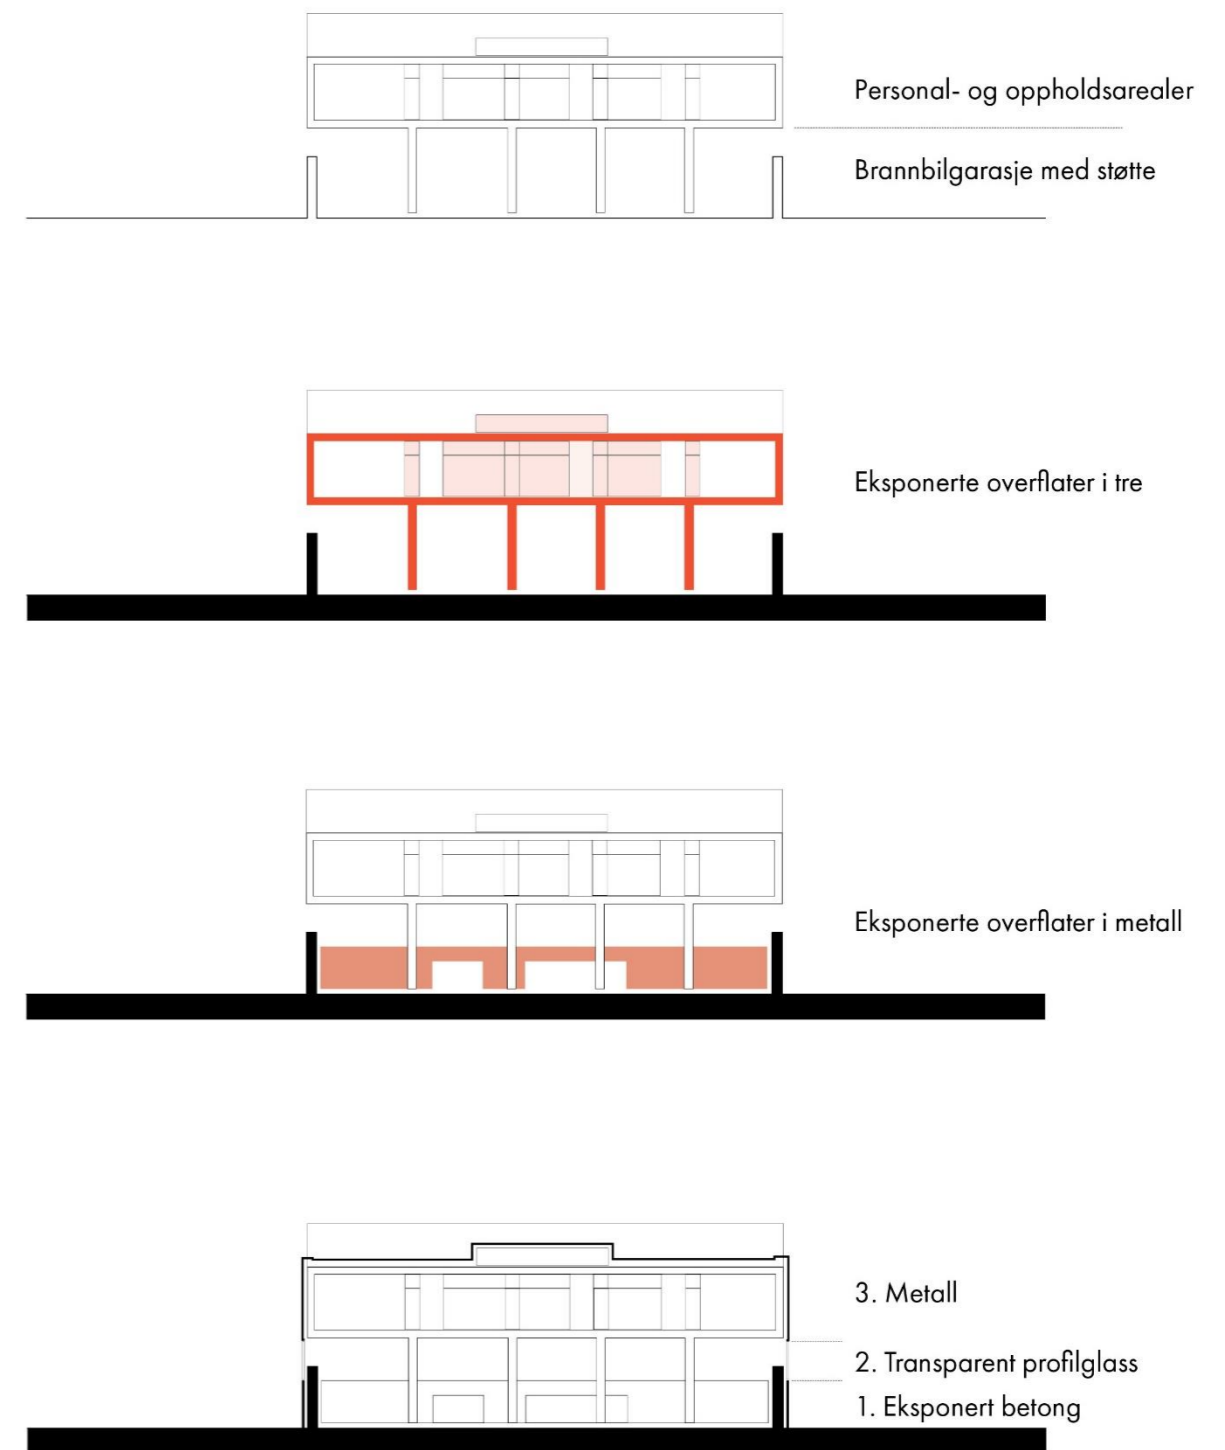 Personal- og oppholdsarealer
Brannbilgarasje med støtte
Eksponerte overflater i tre
Eksponerte overflater i metall
3. Metall
2. Transparent profilglass
1. Eksponert betong